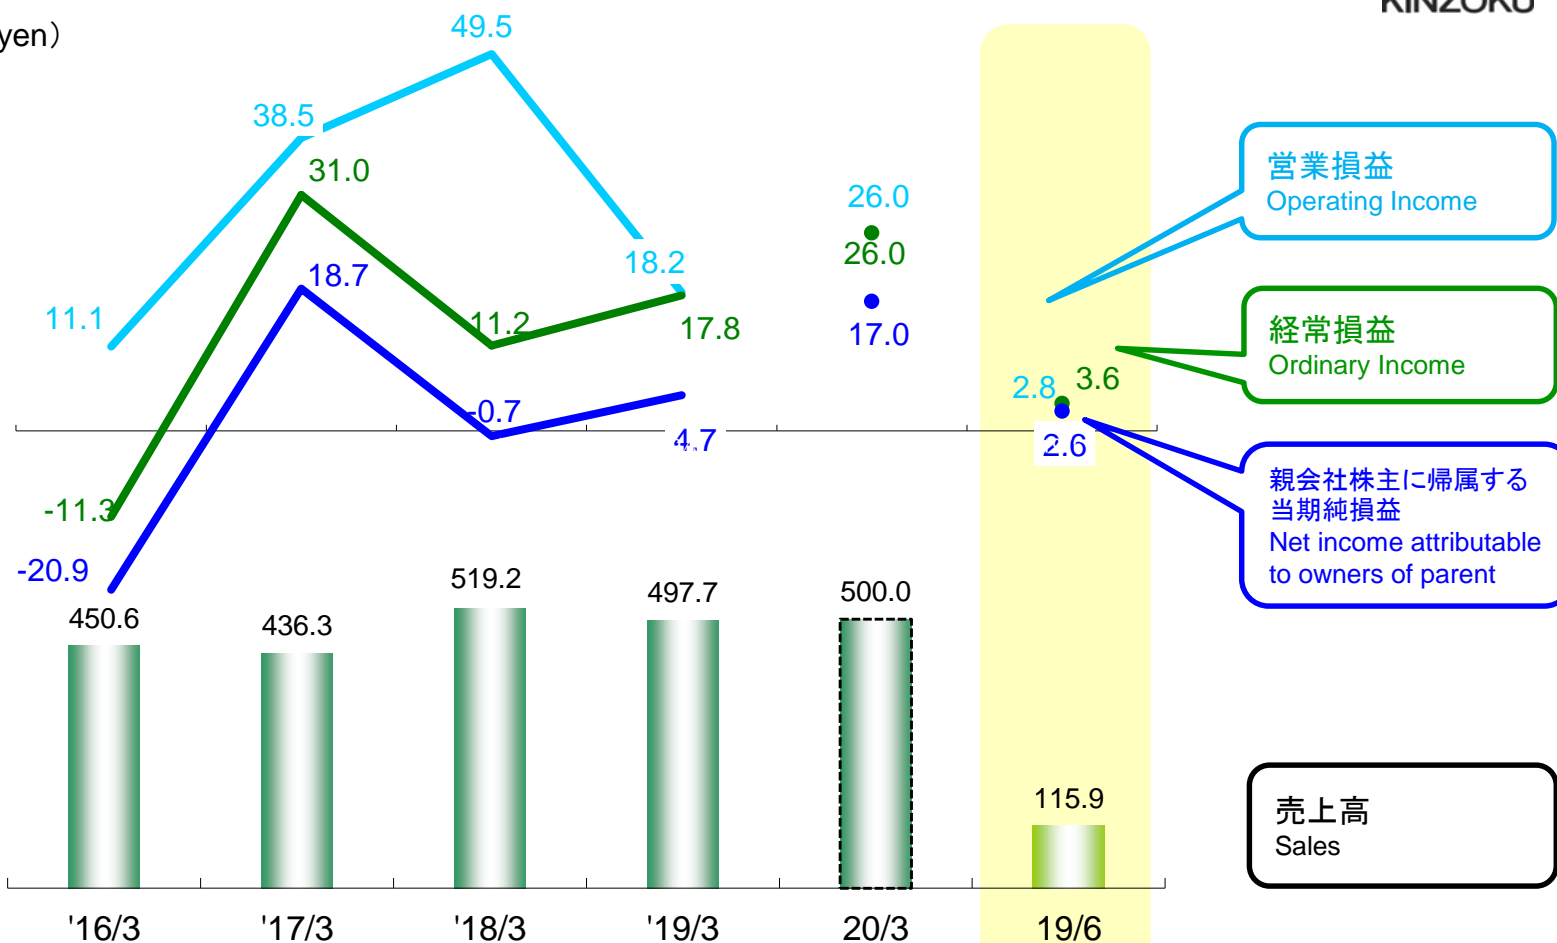 yen）
KINZOKU
49.5
38.5
31.0
18.7
11.1
-11.3
-20.9
11.2
-0.7
18.2
17.8
4.7
26.0
26.0
17.0
2.8
3.6
2.6
営業損益
Operating Income
経常損益
Ordinary Income
親会社株主に帰属する
当期純損益
Net income attributable
to owners of parent
450.6
436.3
519.2
497.7
500.0
115.9
売上高
Sales
'16/3
'17/3
'18/3
'19/3
20/3
19/6